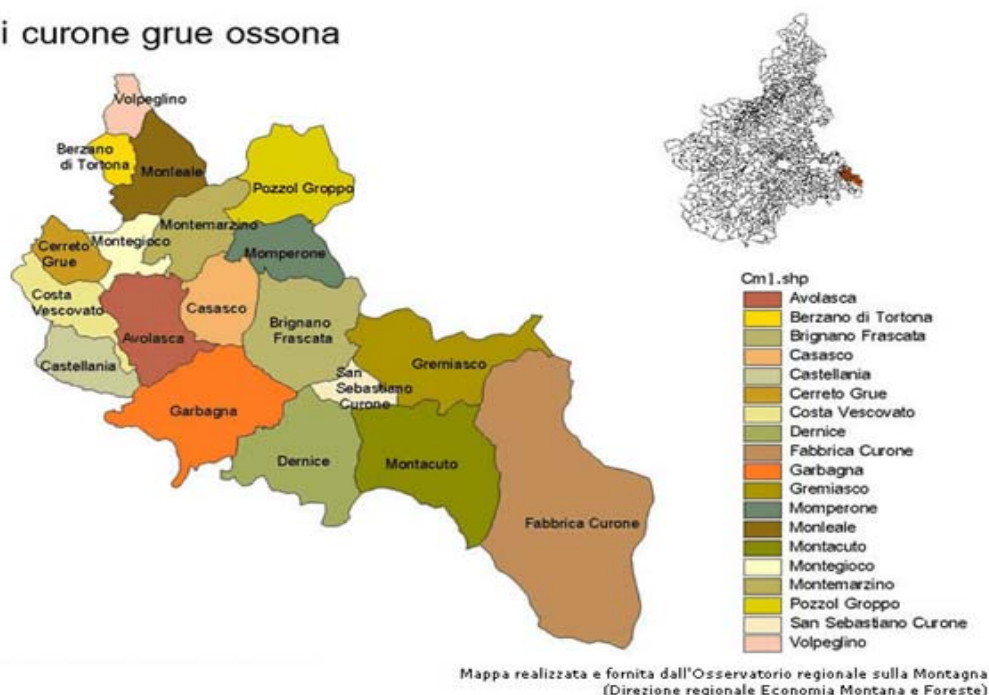 i curone grue ossona
Volpeglino
Berzano
di Tortona
Monleale
Pozzol Groppo
Montemarzino
Montegioco
Cerreto
Grue
Momperone
Costa
Vescovato
Casasco
Avolasca
Brignano
Frascata
Castellania
Gremiasco
San
Sebastiano
Curone
Garbagna
Dernice
Montacuto
Fabbrica Curone
Cm1.shp
Avolasca
Berzano di Tortona
Brignano Frascata
Casasco
Castellania
Cerreto Grue
Costa Vescovato
Dernice
Fabbrica Curone
Garbagna
Gremiasco
Momperone
Monleale
Montacuto
Montegioco
Montemarzino
Pozzol Groppo
San Sebastiano Curone
Volpeglino
Mappa realizzata e fornita dall'Osservatorio regionale sulla Montagna
(Direzione regionale Economia Montana e Foreste)